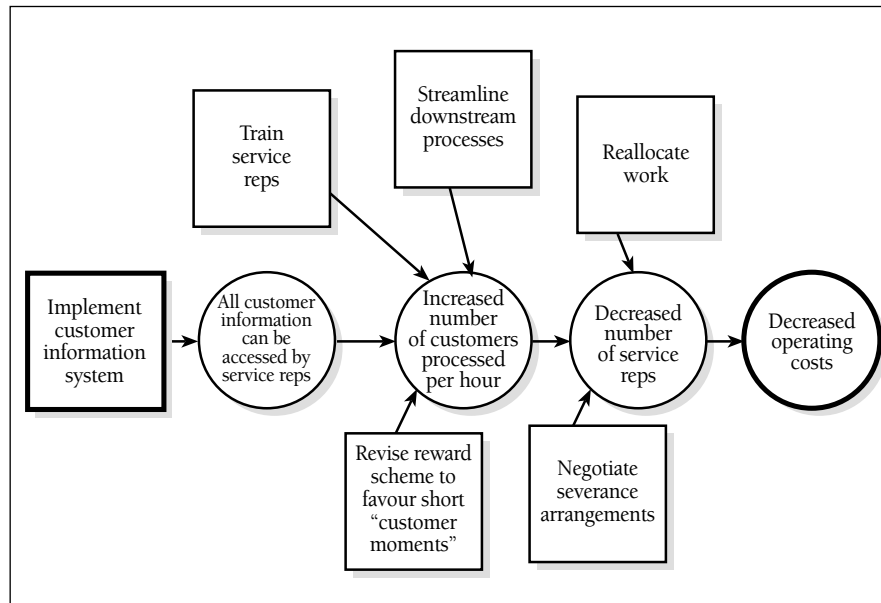 Train
service
reps
Streamline
downstream
processes
Reallocate
work
Implement
customer
information
system
All customer
information
can be
accessed by
service reps
Increased
number
of customers
processed
per hour
Decreased
number
of service
reps
Decreased
operating
costs
Revise reward
scheme to
favour short
“customer
moments”
Negotiate
severance
arrangements